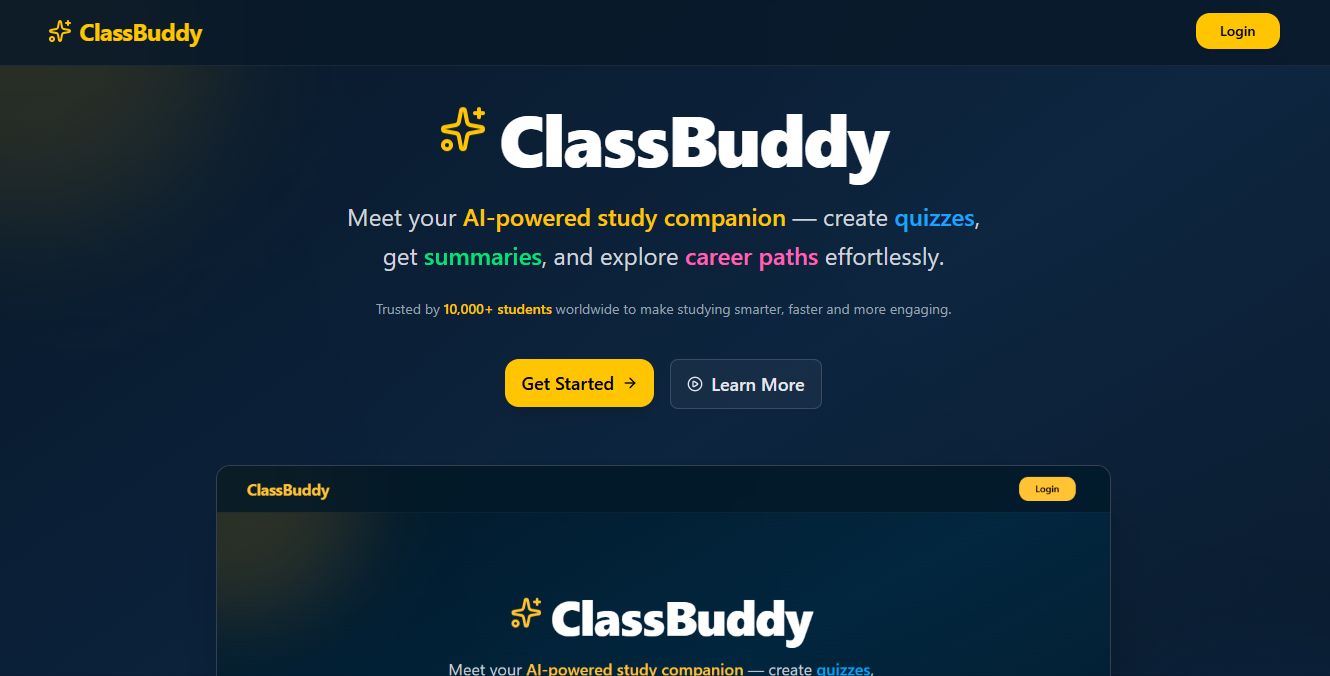 ClassBuddy
Login
ClassBuddy
Meet your AI-powered study companion — create quizzes,
get summaries, and explore career paths effortlessly.
Trusted by 10,000+ students worldwide to make studying smarter, faster and more engaging.
Get Started
Learn More
ClassBuddy
Login
ClassBuddy
Meet your AI-powered study companion — create quizzes,